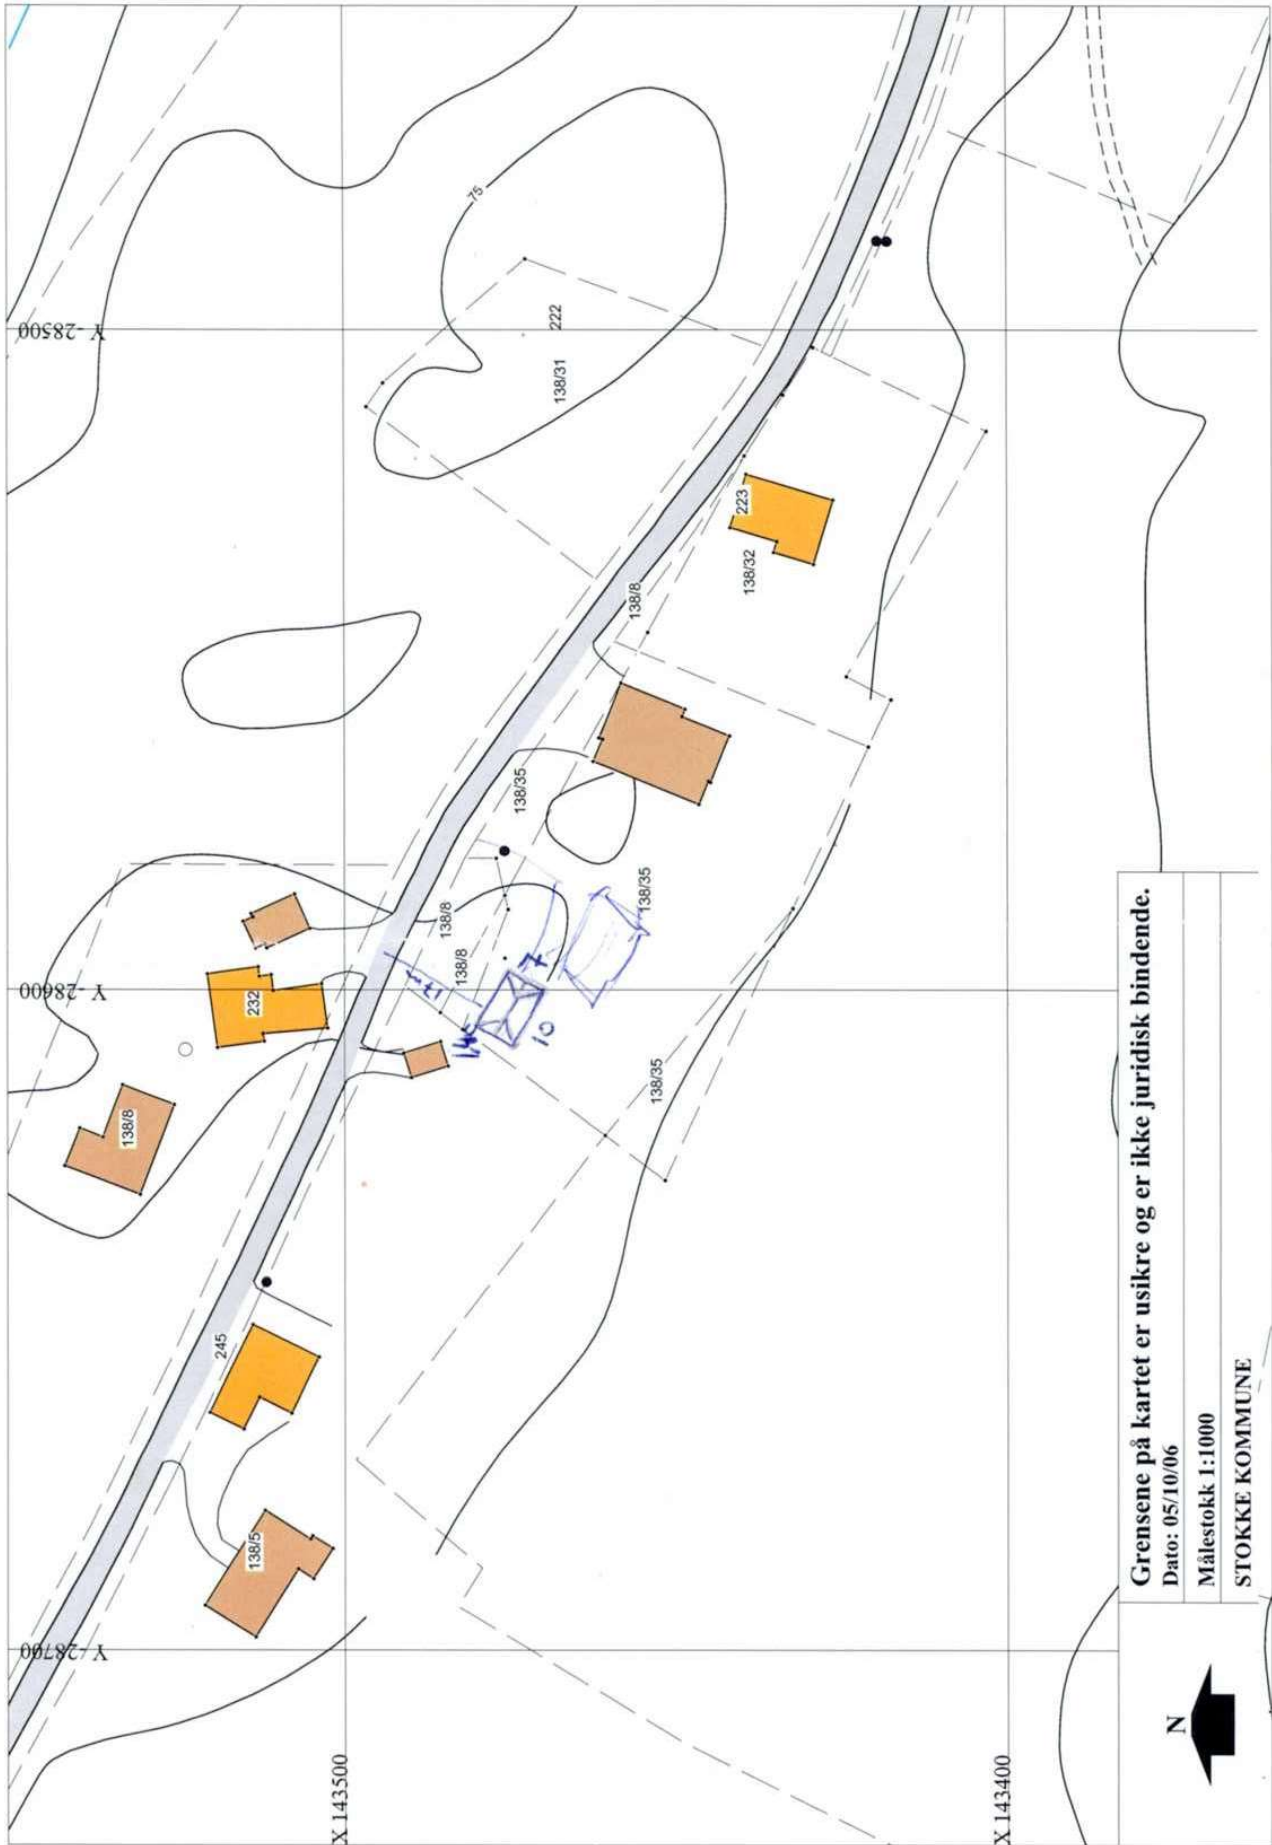 Y -28500
75
222
138/31
223
138/32
138/8
138/35
138/8
138/8
138/35
138/35
Y -28600
232
138/8
17m
7
10
245
138/5
Y -28700
X 143500
X 143400
Grensene på kartet er usikre og er ikke juridisk bindende.
Dato: 05/10/06
Målestokk 1:1000
STOKKE KOMMUNE
N